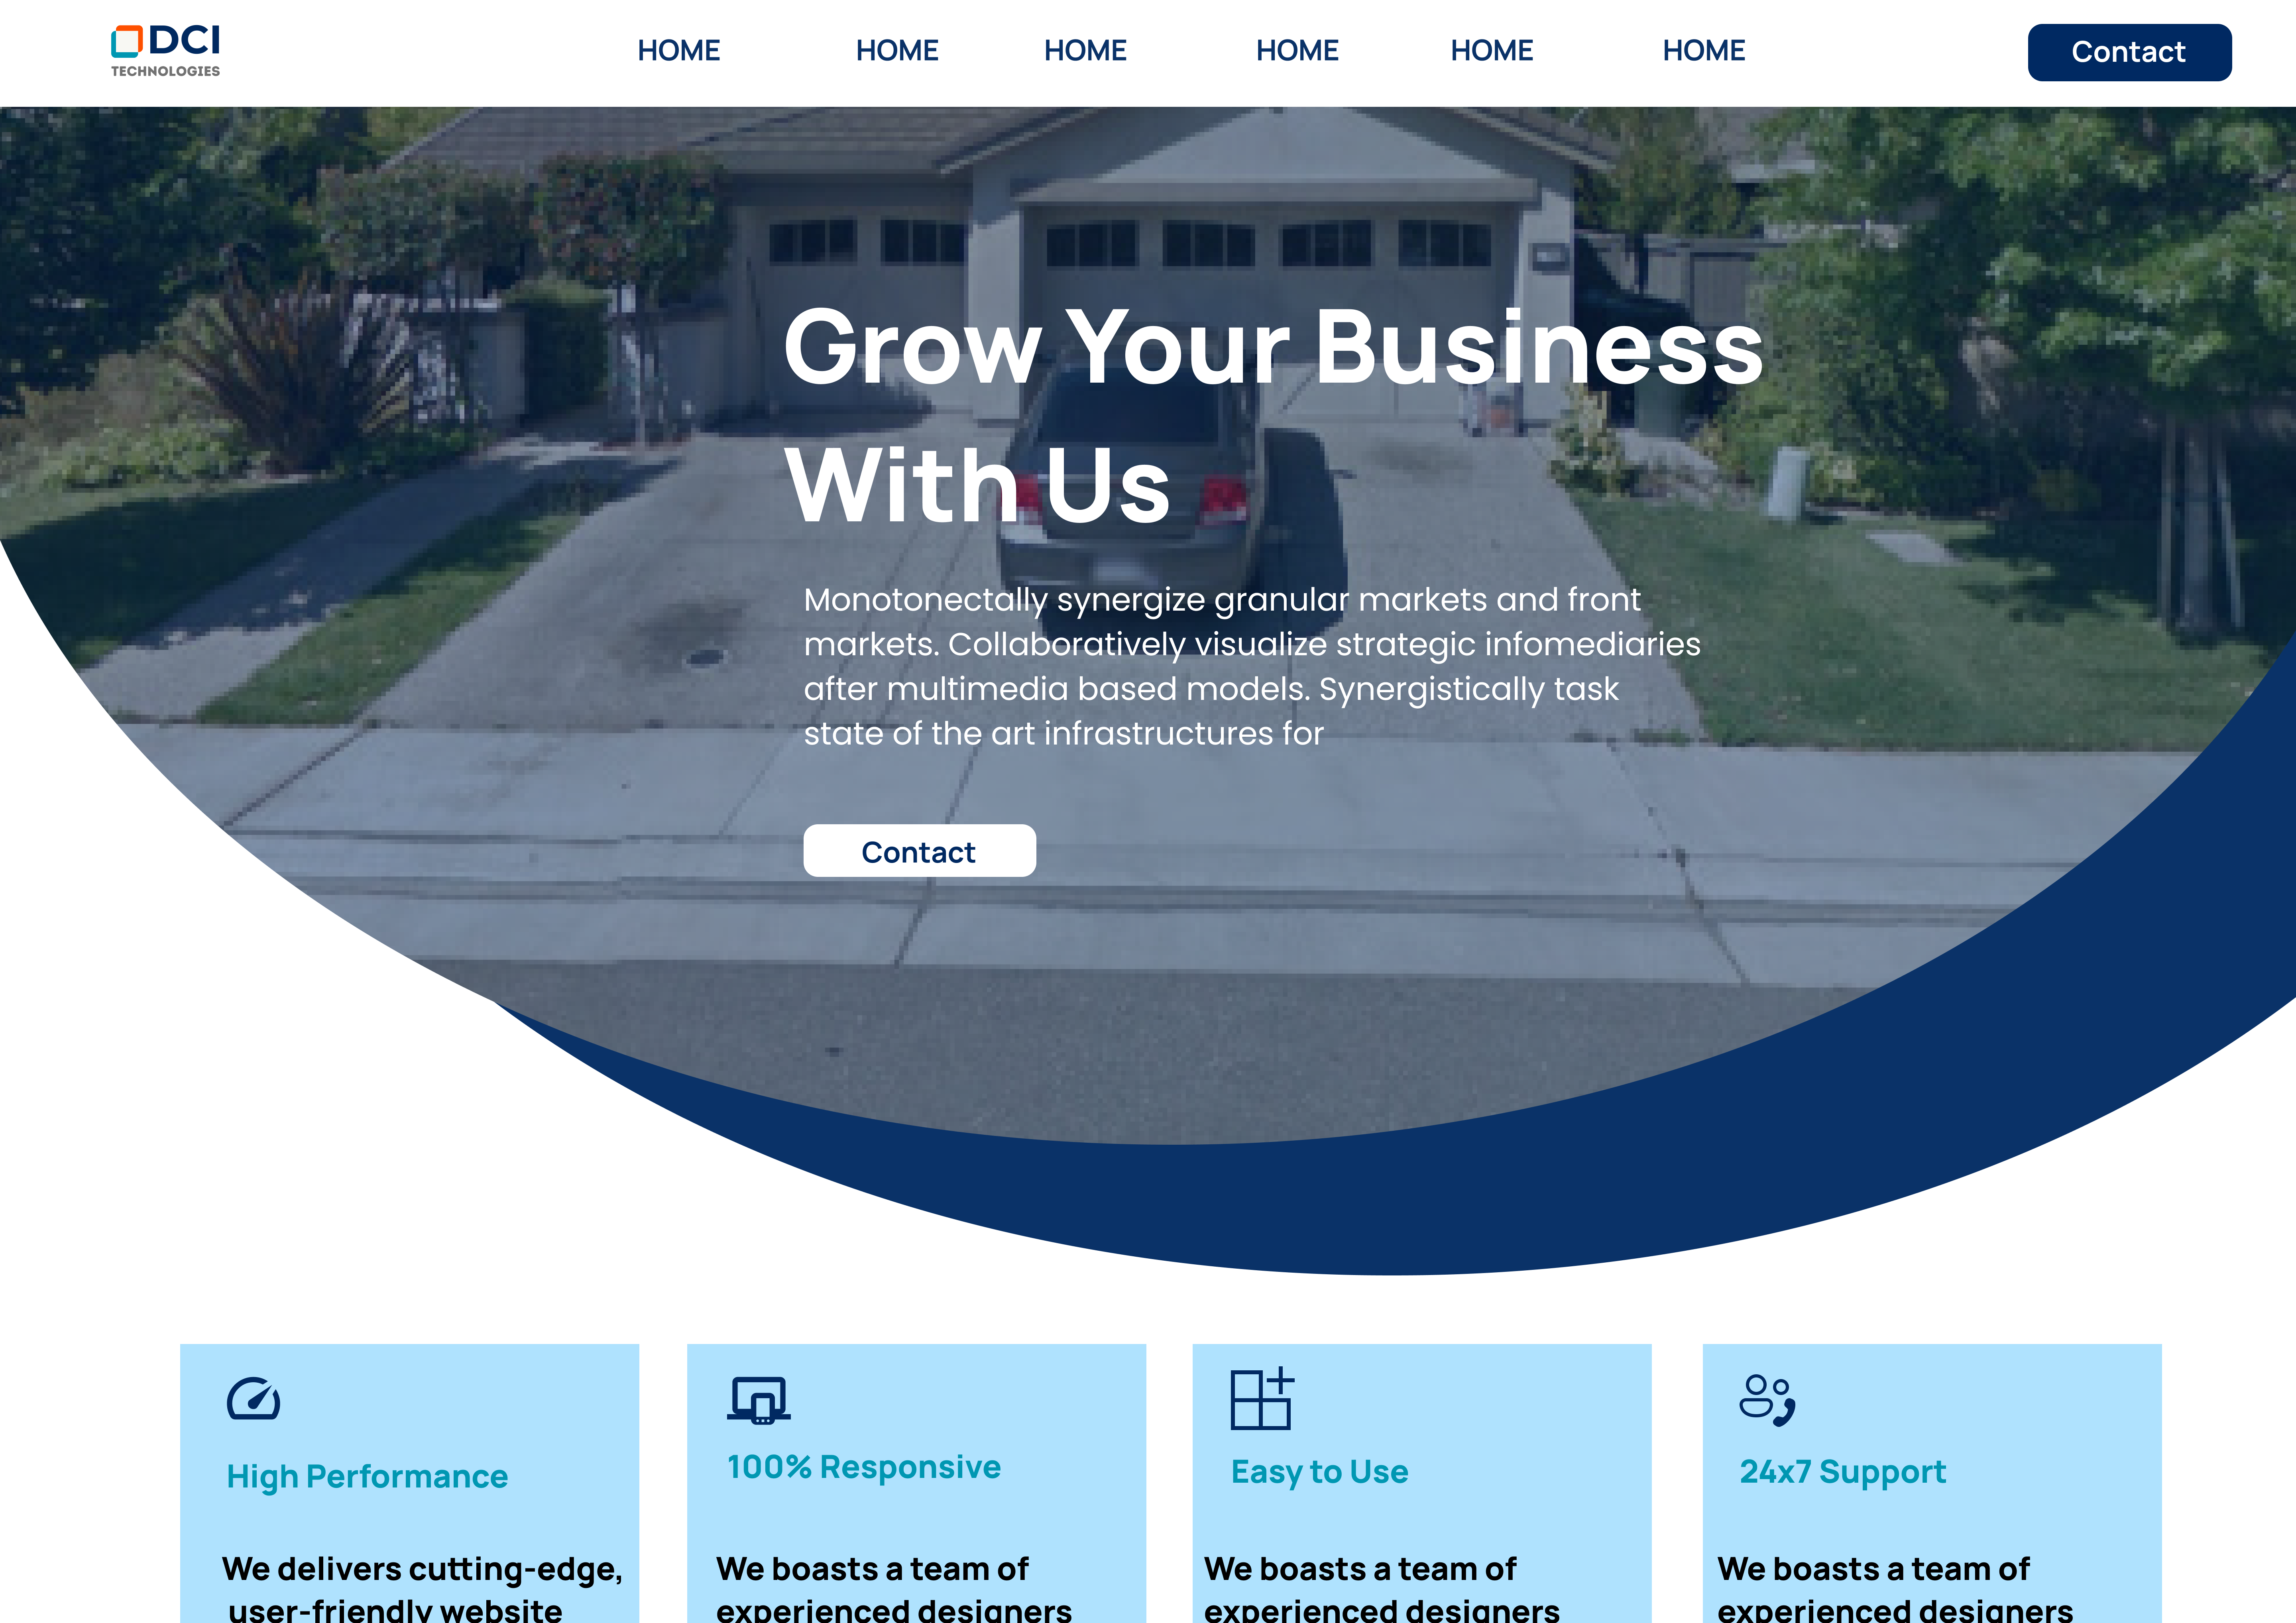 DCI
TECHNOLOGIES
HOME HOME HOME HOME HOME HOME
Contact
Grow Your Business
With Us
Monotonectally synergize granular markets and front
markets. Collaboratively visualize strategic infomediaries
after multimedia based models. Synergistically task
state of the art infrastructures for
Contact
High Performance
We delivers cutting-edge,
user-friendly website
100% Responsive
We boasts a team of
experienced designers
Easy to Use
We boasts a team of
experienced designers
24x7 Support
We boasts a team of
experienced designers